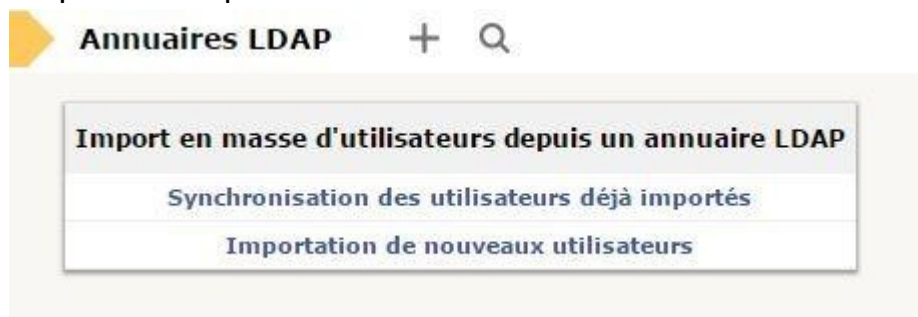 Annuaires LDAP
Import en masse d'utilisateurs depuis un annuaire LDAP
Synchronisation des utilisateurs déjà importés
Importation de nouveaux utilisateurs